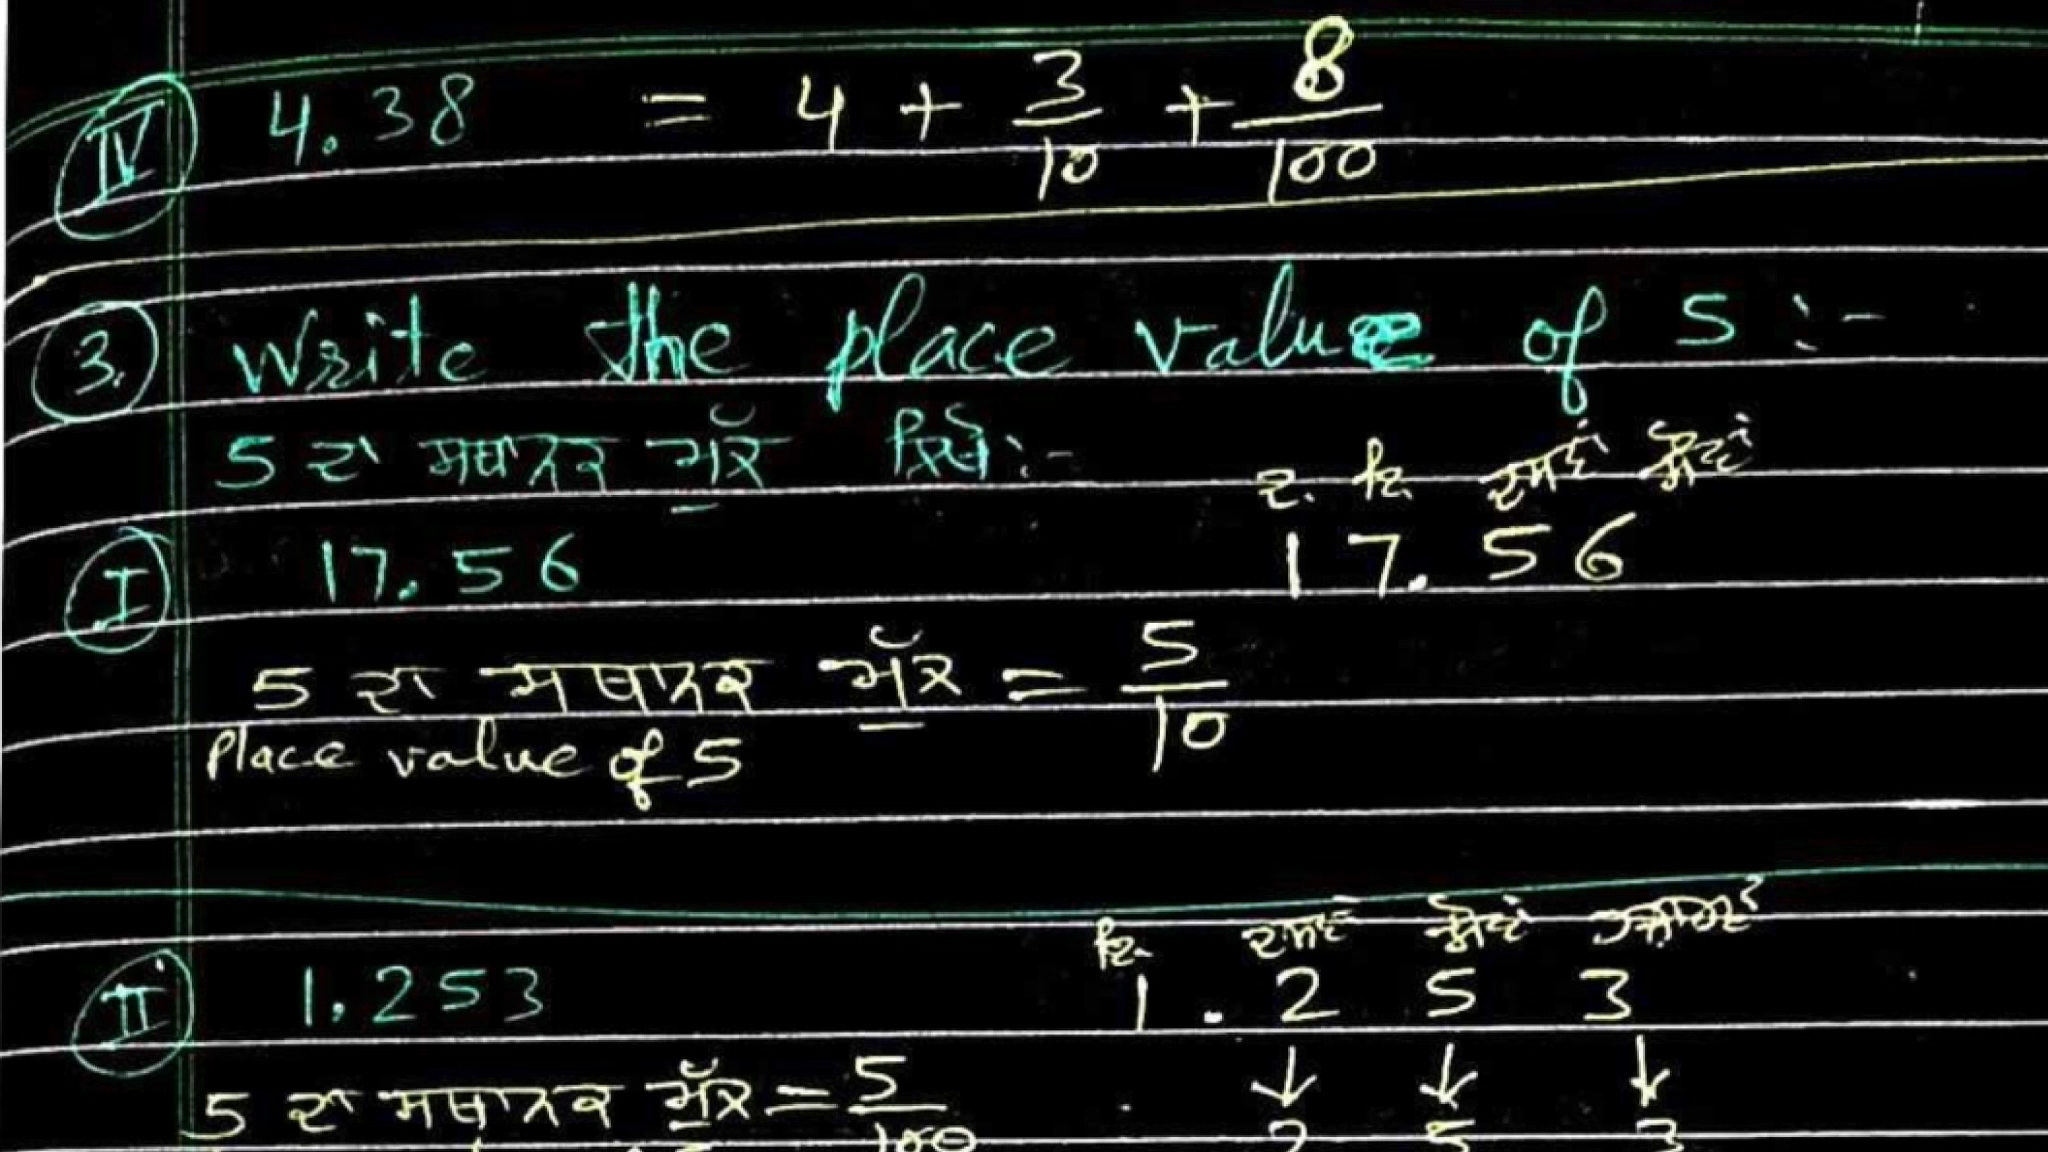 IV 4.38 = 4 + 3/10 + 8/100
3. Write the place value of 5 :-
5 ਦਾ ਸਥਾਨਕ ਮੁੱਲ ਲਿਖੋ :-
ਦ. ਇ. ਦਸਵਾਂ ਸੌਵਾਂ
I 17.56 17.56
5 ਦਾ ਸਥਾਨਕ ਮੁੱਲ = 5/10
Place value of 5
ਇ. ਦਸਵਾਂ ਸੌਵਾਂ ਹਜ਼ਾਰਵਾਂ
II 1.253 1.253
↓ ↓ ↓
5 ਦਾ ਸਥਾਨਕ ਮੁੱਲ = 5/100 2 5 3